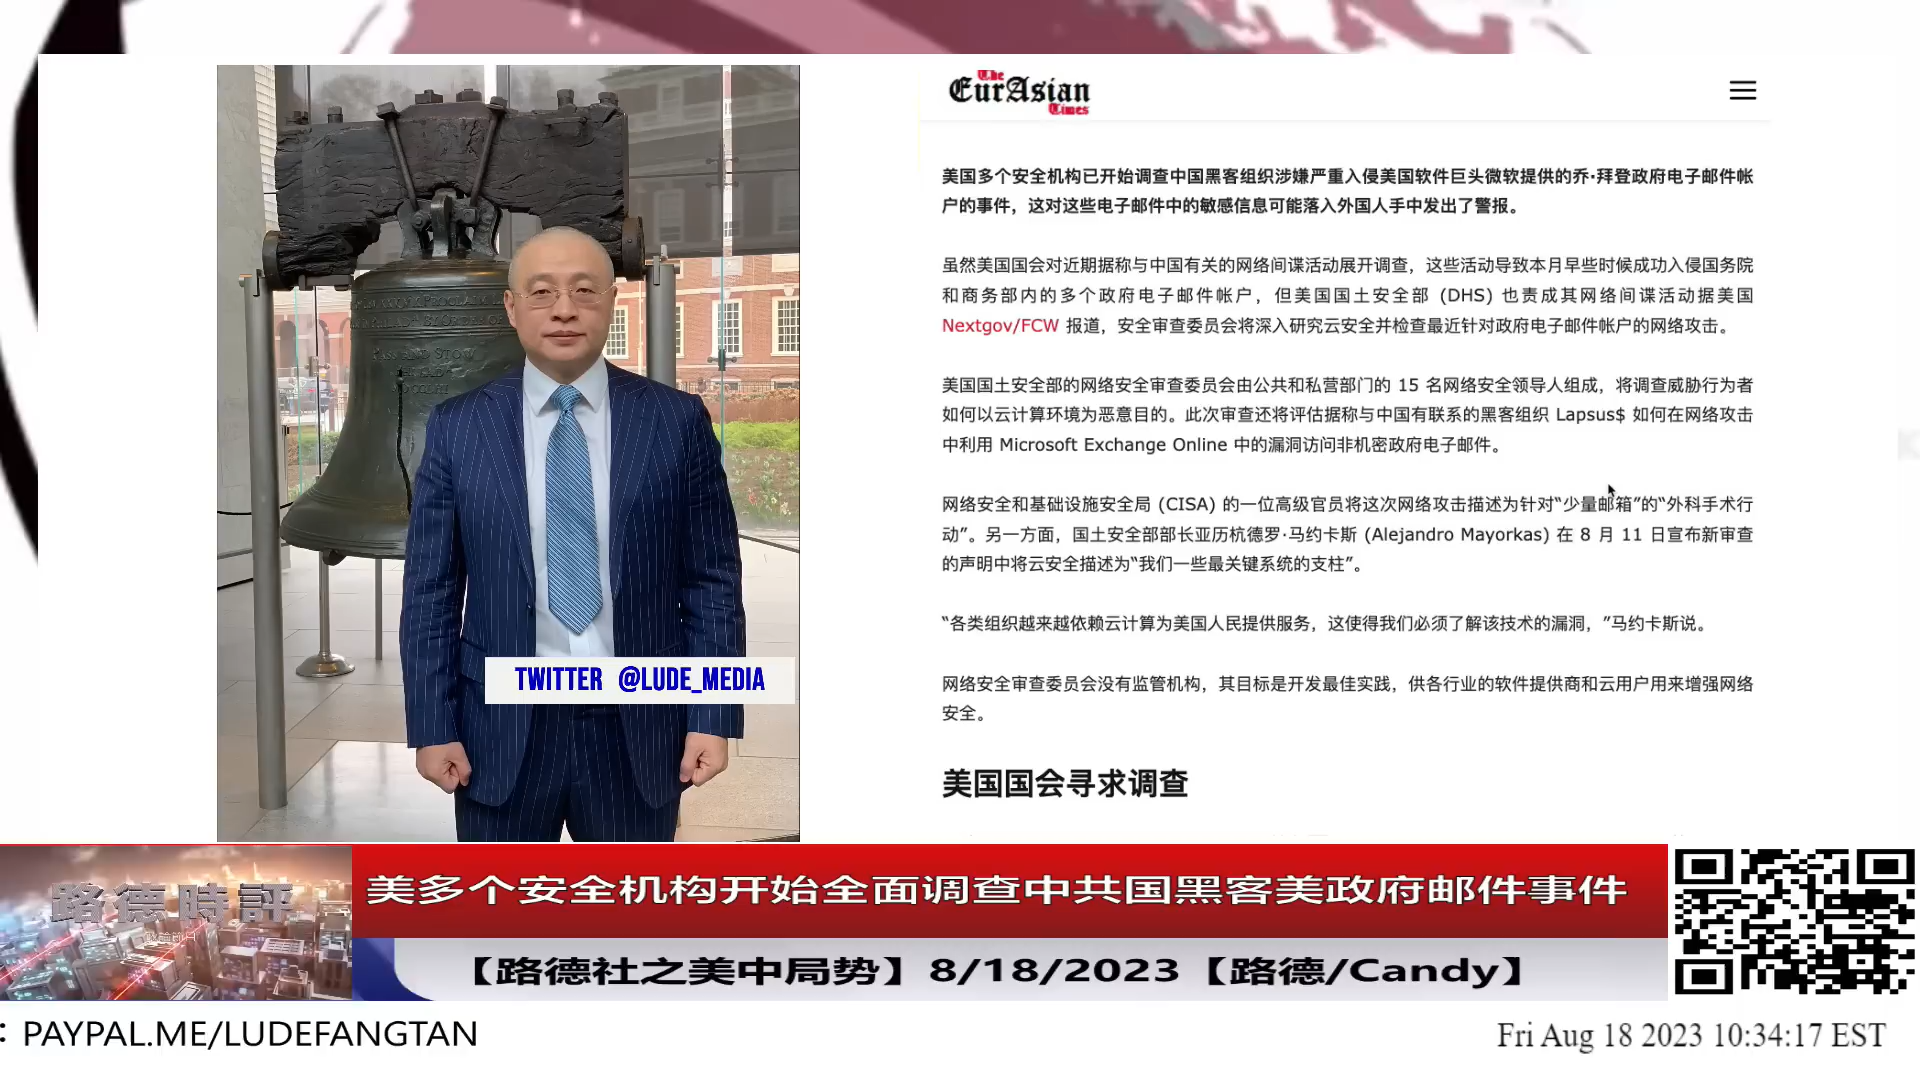 The
EurAsian
Times
美国多个安全机构已开始调查中国黑客组织涉嫌严重入侵美国软件巨头微软提供的乔·拜登政府电子邮件帐
户的事件，这对这些电子邮件中的敏感信息可能落入外国人手中发出了警报。
虽然美国国会对近期据称与中国有关的网络间谍活动展开调查，这些活动导致本月早些时候成功入侵国务院
和商务部内的多个政府电子邮件帐户，但美国国土安全部 (DHS) 也责成其网络间谍活动据美国
Nextgov/FCW 报道，安全审查委员会将深入研究云安全并检查最近针对政府电子邮件帐户的网络攻击。
美国国土安全部的网络安全审查委员会由公共和私营部门的 15 名网络安全领导人组成，将调查威胁行为者
如何以云计算环境为恶意目的。此次审查还将评估据称与中国有联系的黑客组织 Lapsus$ 如何在网络攻击
中利用 Microsoft Exchange Online 中的漏洞访问非机密政府电子邮件。
网络安全和基础设施安全局 (CISA) 的一位高级官员将这次网络攻击描述为针对“少量邮箱”的“外科手术行
动”。另一方面，国土安全部部长亚历杭德罗·马约卡斯 (Alejandro Mayorkas) 在 8 月 11 日宣布新审查
的声明中将云安全描述为“我们一些最关键系统的支柱”。
“各类组织越来越依赖云计算为美国人民提供服务，这使得我们必须了解该技术的漏洞，”马约卡斯说。
网络安全审查委员会没有监管机构，其目标是开发最佳实践，供各行业的软件提供商和云用户用来增强网络
安全。
美国国会寻求调查
PASS AND STOW
TWITTER @LUDE_MEDIA
路德時評
美多个安全机构开始全面调查中共国黑客美政府邮件事件
【路德社之美中局势】8/18/2023【路德/Candy】
: PAYPAL.ME/LUDEFANGTAN
Fri Aug 18 2023 10:34:17 EST